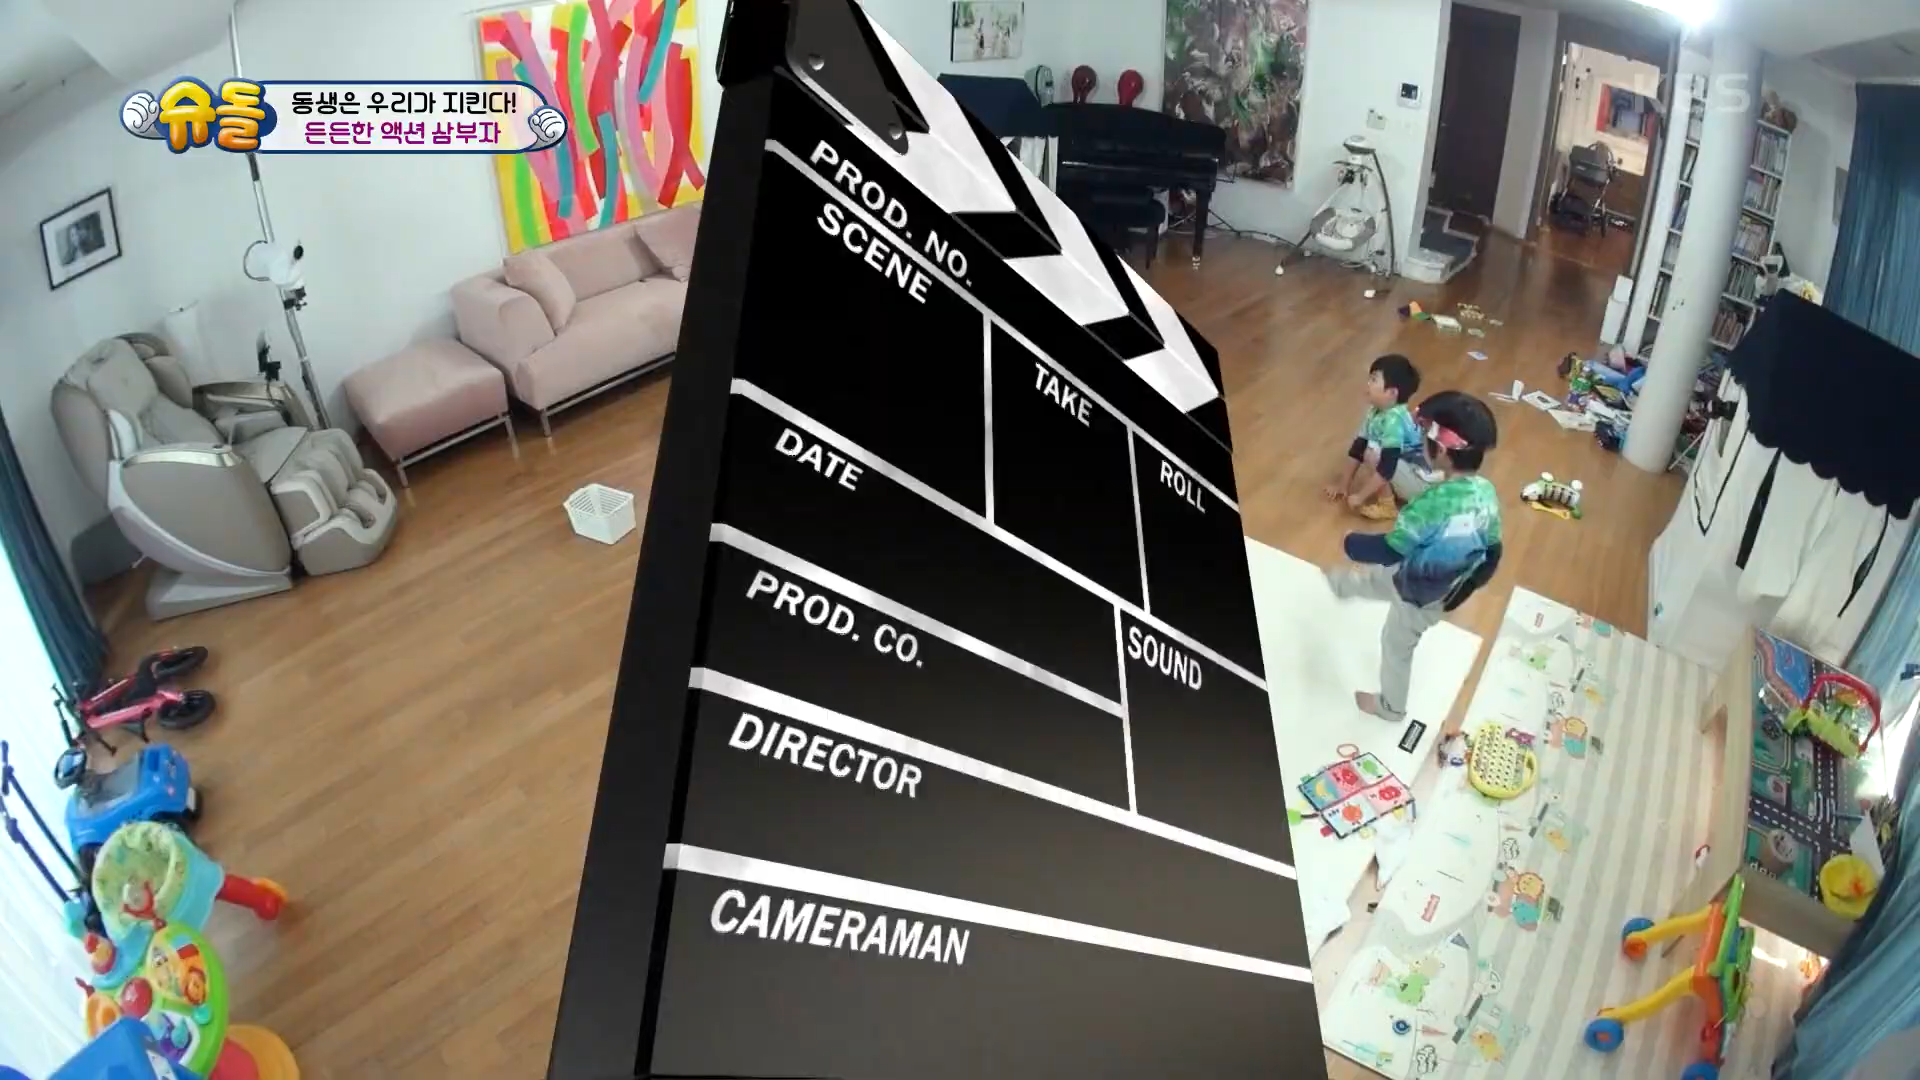 슈돌
동생은 우리가 지킨다!
든든한 액션 삼부자
KBS
PROD. NO.
SCENE
TAKE
ROLL
DATE
PROD. CO.
SOUND
DIRECTOR
CAMERAMAN